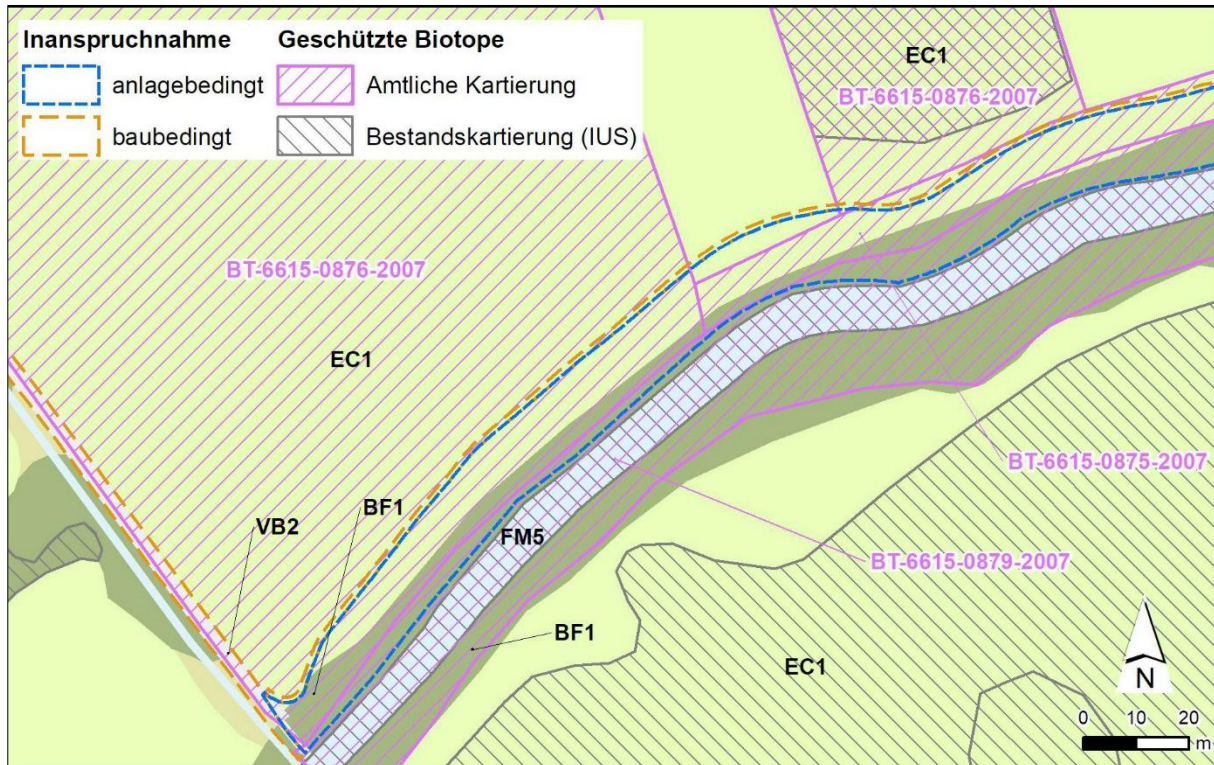 Inanspruchnahme
anlagebedingt
baubedingt
Geschützte Biotope
Amtliche Kartierung
Bestandskartierung (IUS)
EC1
BT-6615-0876-2007
BT-6615-0876-2007
EC1
BT-6615-0875-2007
BF1
VB2
FM5
BT-6615-0879-2007
BF1
EC1
N
0 10 20
m